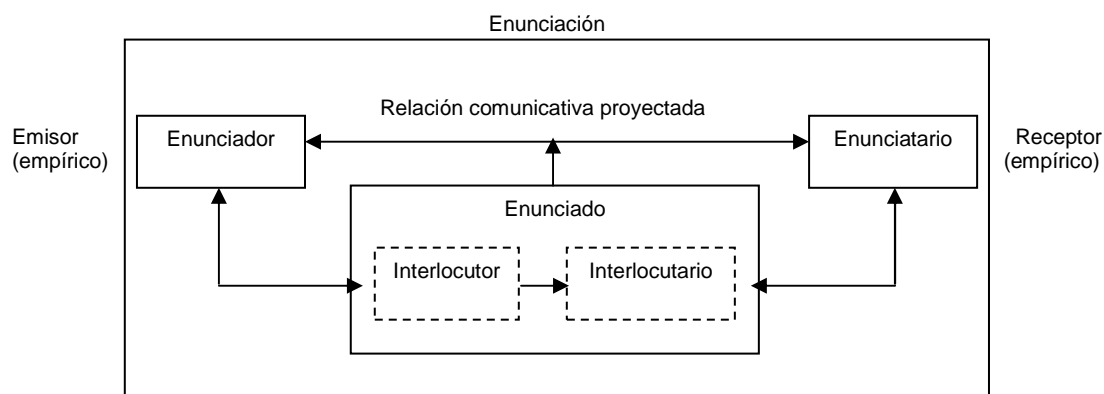 Enunciación
Relación comunicativa proyectada
Emisor
(empírico)
Enunciador
Enunciatario
Receptor
(empírico)
Enunciado
Interlocutor
Interlocutario